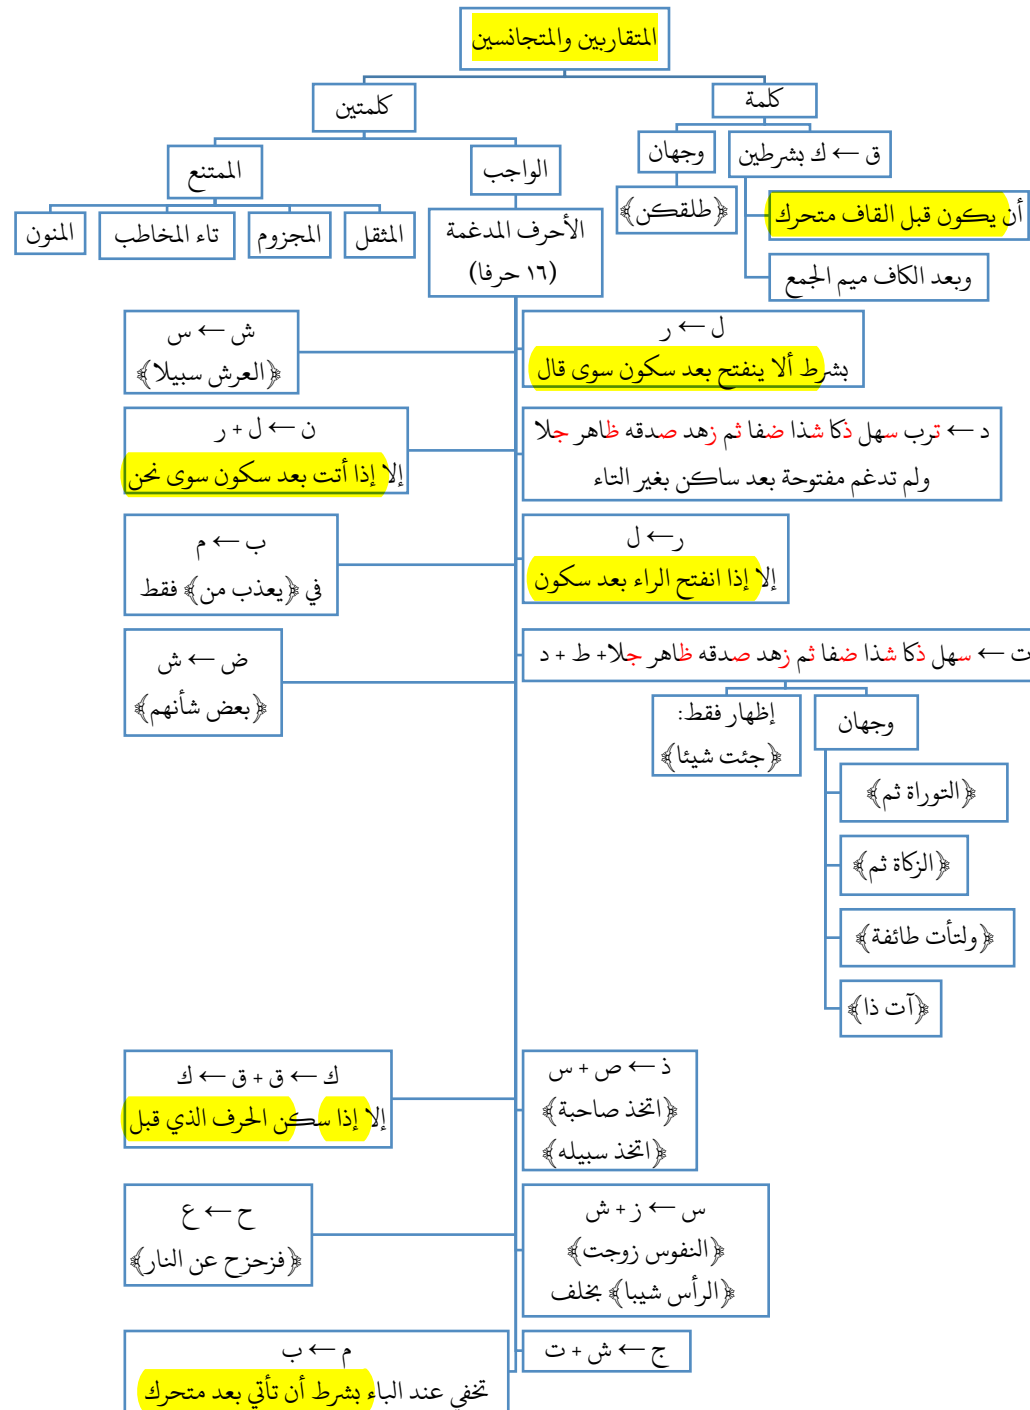 المتقاربين والمتجانسين
كلمة
كلمتين
ق ← ك بشرطين
وجهان
أن يكون قبل القاف متحرك
وبعد الكاف ميم الجمع
﴿طلقكن﴾
الواجب
الممتنع
الأحرف المدغمة
(١٦ حرفا)
المثقل
المجزوم
تاء المخاطب
المنون
ل ← ر
بشرط ألا ينفتح بعد سكون سوى قال
ش ← س
﴿العرش سبيلا﴾
د ← ترب سهل ذكا شذا ضفا ثم زهد صدقه ظاهر جلا
ولم تدغم مفتوحة بعد ساكن بغير التاء
ن ← ل + ر
إلا إذا أتت بعد سكون سوى نحن
ر ← ل
إلا إذا انفتح الراء بعد سكون
ب ← م
في ﴿يعذب من﴾ فقط
ت ← سهل ذكا شذا ضفا ثم زهد صدقه ظاهر جلا+ ط + د
ض ← ش
﴿بعض شأنهم﴾
وجهان
إظهار فقط:
﴿جئت شيئا﴾
﴿التوراة ثم﴾
﴿الزكاة ثم﴾
﴿ولتأت طائفة﴾
﴿آت ذا﴾
ذ ← ص + س
﴿اتخذ صاحبة﴾
﴿اتخذ سبيله﴾
ك ← ق + ق ← ك
إلا إذا سكن الحرف الذي قبل
س ← ز + ش
﴿النفوس زوجت﴾
﴿الرأس شيبا﴾ بخلف
ح ← ع
﴿فزحزح عن النار﴾
ج ← ش + ت
م ← ب
تخفى عند الباء بشرط أن تأتي بعد متحرك